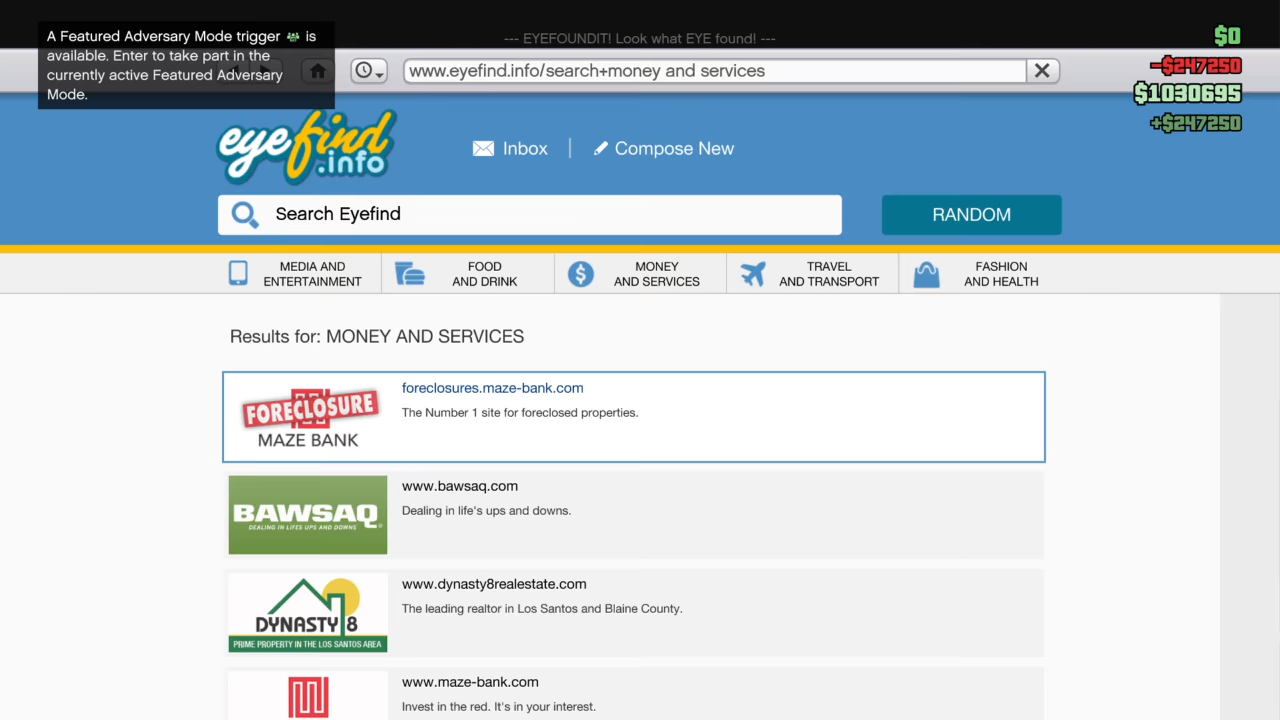 A Featured Adversary Mode trigger is
available. Enter to take part in the
currently active Featured Adversary
Mode.
--- EYEFOUNDIT! Look what EYE found! ---
$0
-$247250
$1030695
+$247250
www.eyefind.info/search+money and services
eyefind
.info
Inbox
Compose New
Search Eyefind
RANDOM
MEDIA AND
ENTERTAINMENT
FOOD
AND DRINK
MONEY
AND SERVICES
TRAVEL
AND TRANSPORT
FASHION
AND HEALTH
Results for: MONEY AND SERVICES
FORECLOSURE
MAZE BANK
foreclosures.maze-bank.com
The Number 1 site for foreclosed properties.
BAWSAQ
DEALING IN LIFES UPS AND DOWNS
www.bawsaq.com
Dealing in life's ups and downs.
DYNASTY 8
PRIME PROPERTY IN THE LOS SANTOS AREA
www.dynasty8realestate.com
The leading realtor in Los Santos and Blaine County.
www.maze-bank.com
Invest in the red. It's in your interest.